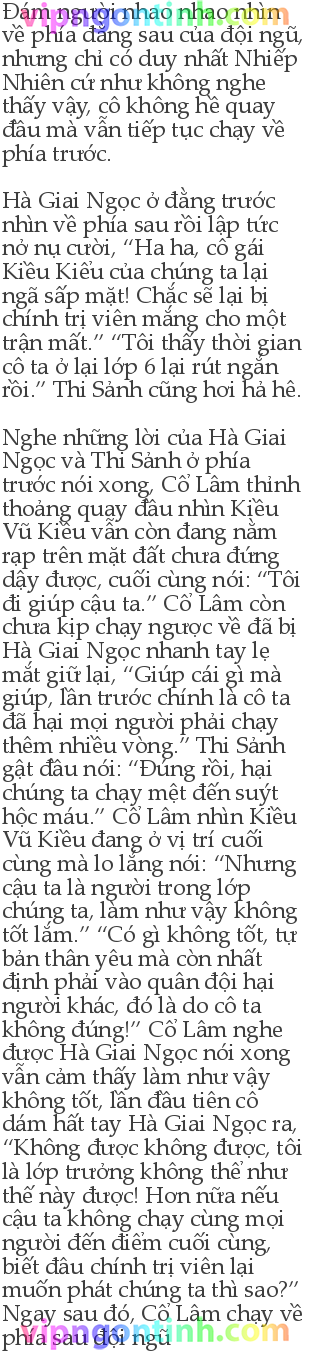 Đám người nháo nhao nhìn
về phía đằng sau của đội ngũ,
nhưng chỉ có duy nhất Nhiếp
Nhiên cứ như không nghe
thấy vậy, cô không hề quay
đầu mà vẫn tiếp tục chạy về
phía trước.
Hà Giai Ngọc ở đằng trước
nhìn về phía sau rồi lập tức
nở nụ cười, “Ha ha, cô gái
Kiều Kiểu của chúng ta lại
ngã sấp mặt! Chắc sẽ lại bị
chính trị viên mắng cho một
trận mất.” “Tôi thấy thời gian
cô ta ở lại lớp 6 lại rút ngắn
rồi.” Thi Sảnh cũng hơi hả hê.
Nghe những lời của Hà Giai
Ngọc và Thi Sảnh ở phía
trước nói xong, Cổ Lâm thỉnh
thoảng quay đầu nhìn Kiều
Vũ Kiều vẫn còn đang nằm
rạp trên mặt đất chưa đứng
dậy được, cuối cùng nói: “Tôi
đi giúp cậu ta.” Cổ Lâm còn
chưa kịp chạy ngược về đã bị
Hà Giai Ngọc nhanh tay lẹ
mắt giữ lại, “Giúp cái gì mà
giúp, lần trước chính là cô ta
đã hại mọi người phải chạy
thêm nhiều vòng.” Thi Sảnh
gật đầu nói: “Đúng rồi, hại
chúng ta chạy mệt đến suýt
hộc máu.” Cổ Lâm nhìn Kiều
Vũ Kiều đang ở vị trí cuối
cùng mà lo lắng nói: “Nhưng
cậu ta là người trong lớp
chúng ta, làm như vậy không
tốt lắm.” “Có gì không tốt, tự
bản thân yêu mà còn nhất
định phải vào quân đội hại
người khác, đó là do cô ta
không đúng!” Cổ Lâm nghe
được Hà Giai Ngọc nói xong
vẫn cảm thấy làm như vậy
không tốt, lần đầu tiên cô
dám hất tay Hà Giai Ngọc ra,
“Không được không được, tôi
là lớp trưởng không thể như
thế này được! Hơn nữa nếu
cậu ta không chạy cùng mọi
người đến điểm cuối cùng,
biết đâu chính trị viên lại
muốn phát chúng ta thì sao?”
Ngay sau đó, Cổ Lâm chạy về
phía sau đội ngũ
vipngontinh.com
vipngontinh.com